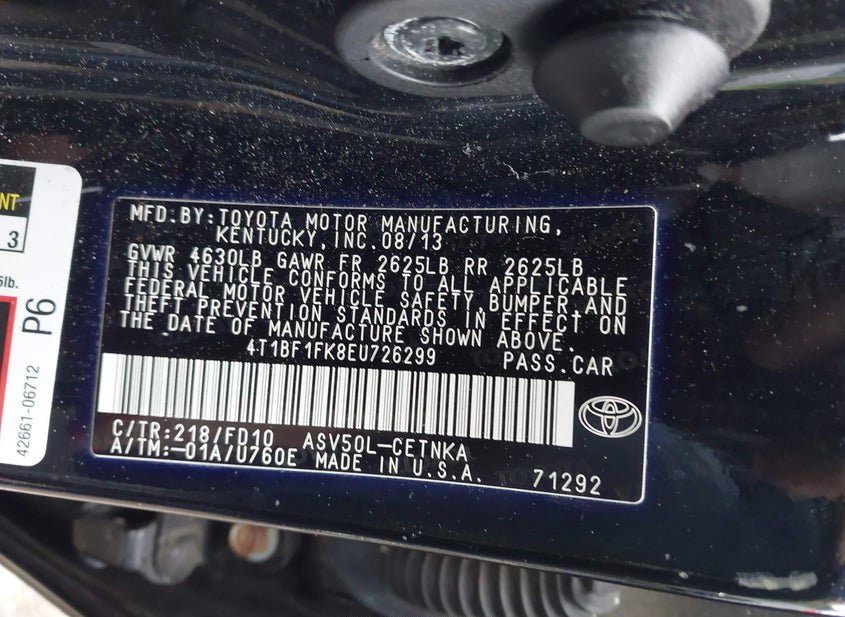 NT
3
5lb.
P6
42661-06712
MFD.BY:TOYOTA MOTOR MANUFACTURING,
KENTUCKY,INC.08/13
GVWR 4630LB GAWR FR 2625LB RR 2625LB
THIS VEHICLE CONFORMS TO ALL APPLICABLE
FEDERAL MOTOR VEHICLE SAFETY,BUMPER,AND
THEFT PREVENTION STANDARDS IN EFFECT ON
THE DATE OF MANUFACTURE SHOWN ABOVE.
4T1BF1FK8EU726299 PASS.CAR
C/TR:218/FD10 ASV50L-CETNKA
A/TM:-01A/U760E MADE IN U.S.A. 71292